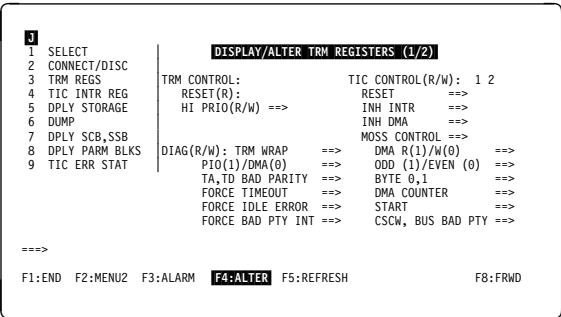 J
1 SELECT | DISPLAY/ALTER TRM REGISTERS (1/2)
2 CONNECT/DISC
3 TRM REGS |TRM CONTROL: TIC CONTROL(R/W): 1 2
4 TIC INTR REG | RESET(R): RESET ==>
5 DPLY STORAGE | HI PRIO(R/W) ==> INH INTR ==>
6 DUMP INH DMA ==>
7 DPLY SCB,SSB MOSS CONTROL ==>
8 DPLY PARM BLKS |DIAG(R/W): TRM WRAP ==> DMA R(1)/W(0) ==>
9 TIC ERR STAT | PIO(1)/DMA(0) ==> ODD (1)/EVEN (0) ==>
TA,TD BAD PARITY ==> BYTE 0,1 ==>
FORCE TIMEOUT ==> DMA COUNTER ==>
FORCE IDLE ERROR ==> START ==>
FORCE BAD PTY INT ==> CSCW, BUS BAD PTY ==>
===>
F1:END F2:MENU2 F3:ALARM F4:ALTER F5:REFRESH F8:FRWD